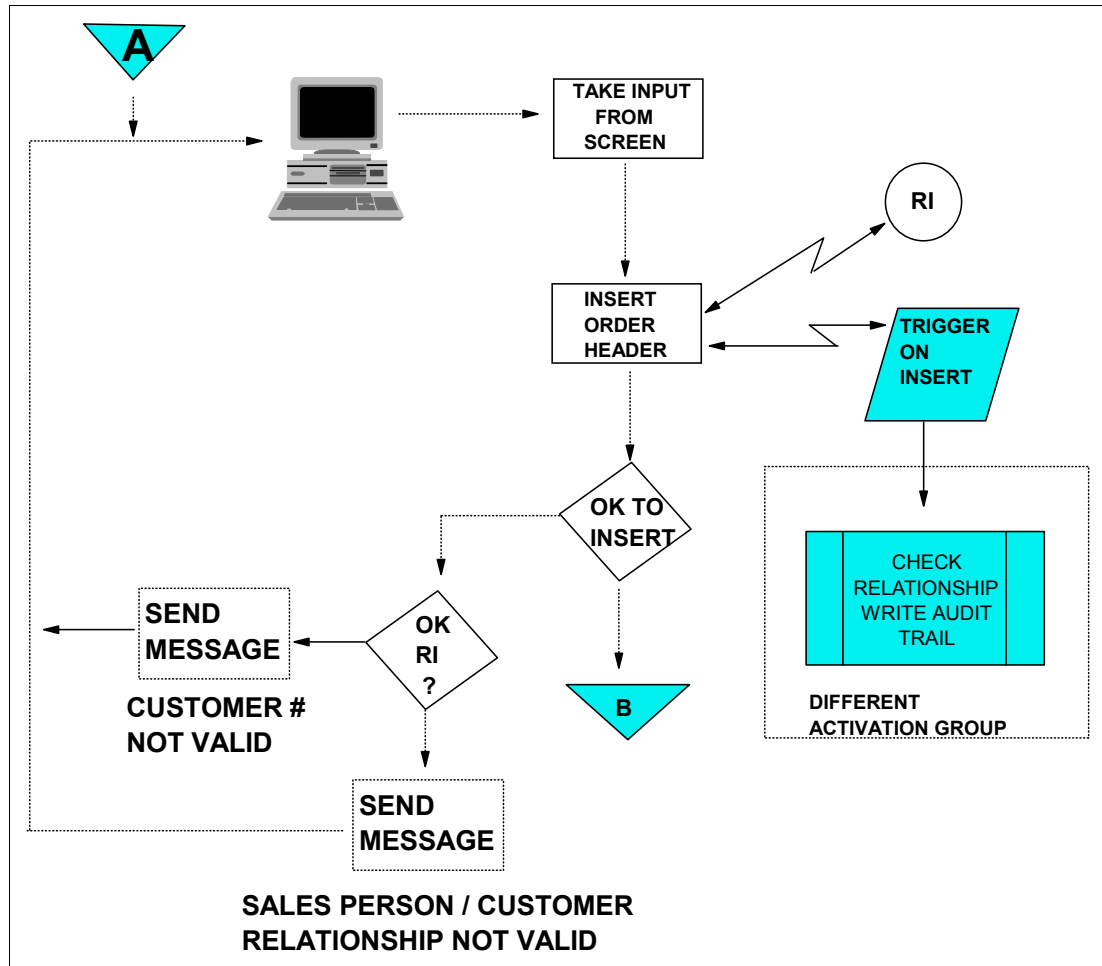 A
TAKE INPUT
FROM
SCREEN
RI
INSERT
ORDER
HEADER
TRIGGER
ON
INSERT
OK TO
INSERT
CHECK
RELATIONSHIP
WRITE AUDIT
TRAIL
DIFFERENT
ACTIVATION GROUP
SEND
MESSAGE
CUSTOMER #
NOT VALID
OK
RI
?
B
SEND
MESSAGE
SALES PERSON / CUSTOMER
RELATIONSHIP NOT VALID